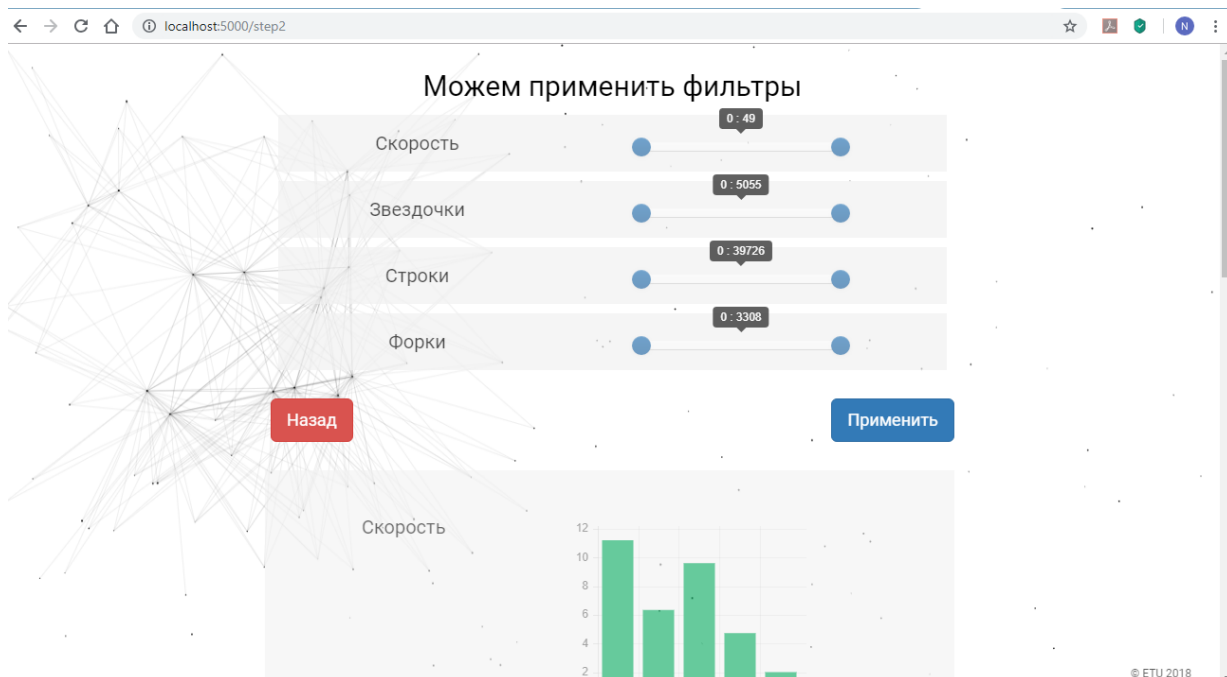 localhost:5000/step2
N
Можем применить фильтры
0 : 49
Скорость
0 : 5055
Звездочки
0 : 39726
Строки
0 : 3308
Форки
Назад
Применить
Скорость
12
10
8
6
4
2
© ETU 2018